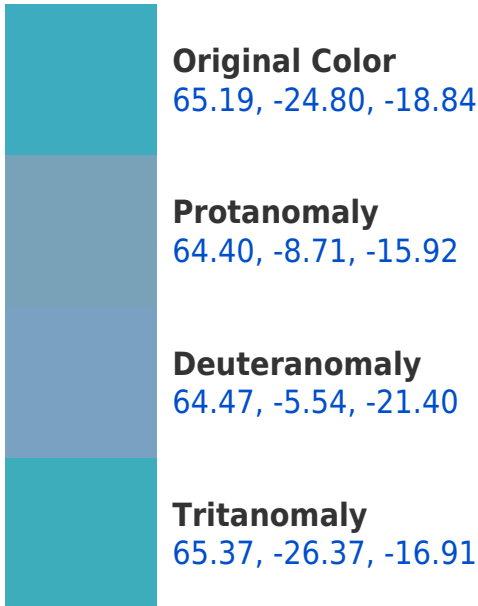 Original Color
65.19, -24.80, -18.84
Protanomaly
64.40, -8.71, -15.92
Deuteranomaly
64.47, -5.54, -21.40
Tritanomaly
65.37, -26.37, -16.91